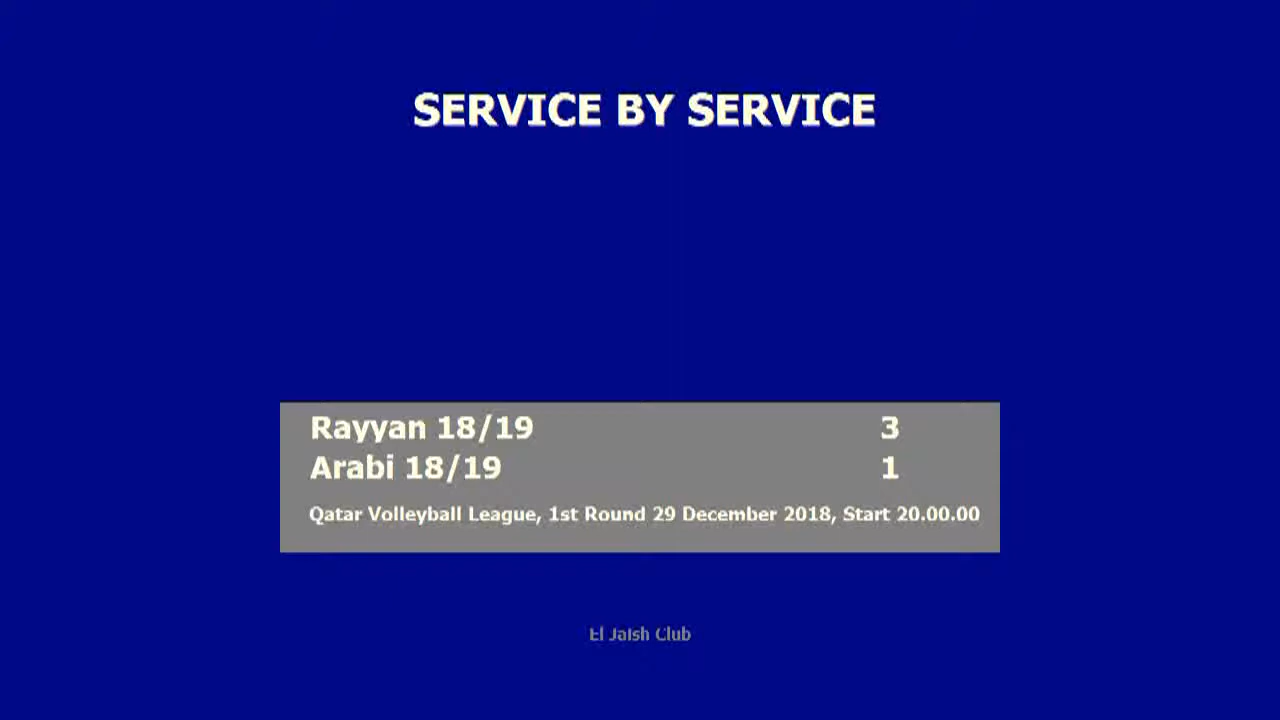 SERVICE BY SERVICE
Rayyan 18/19 3
Arabi 18/19 1
Qatar Volleyball League, 1st Round 29 December 2018, Start 20.00.00
El Jaish Club